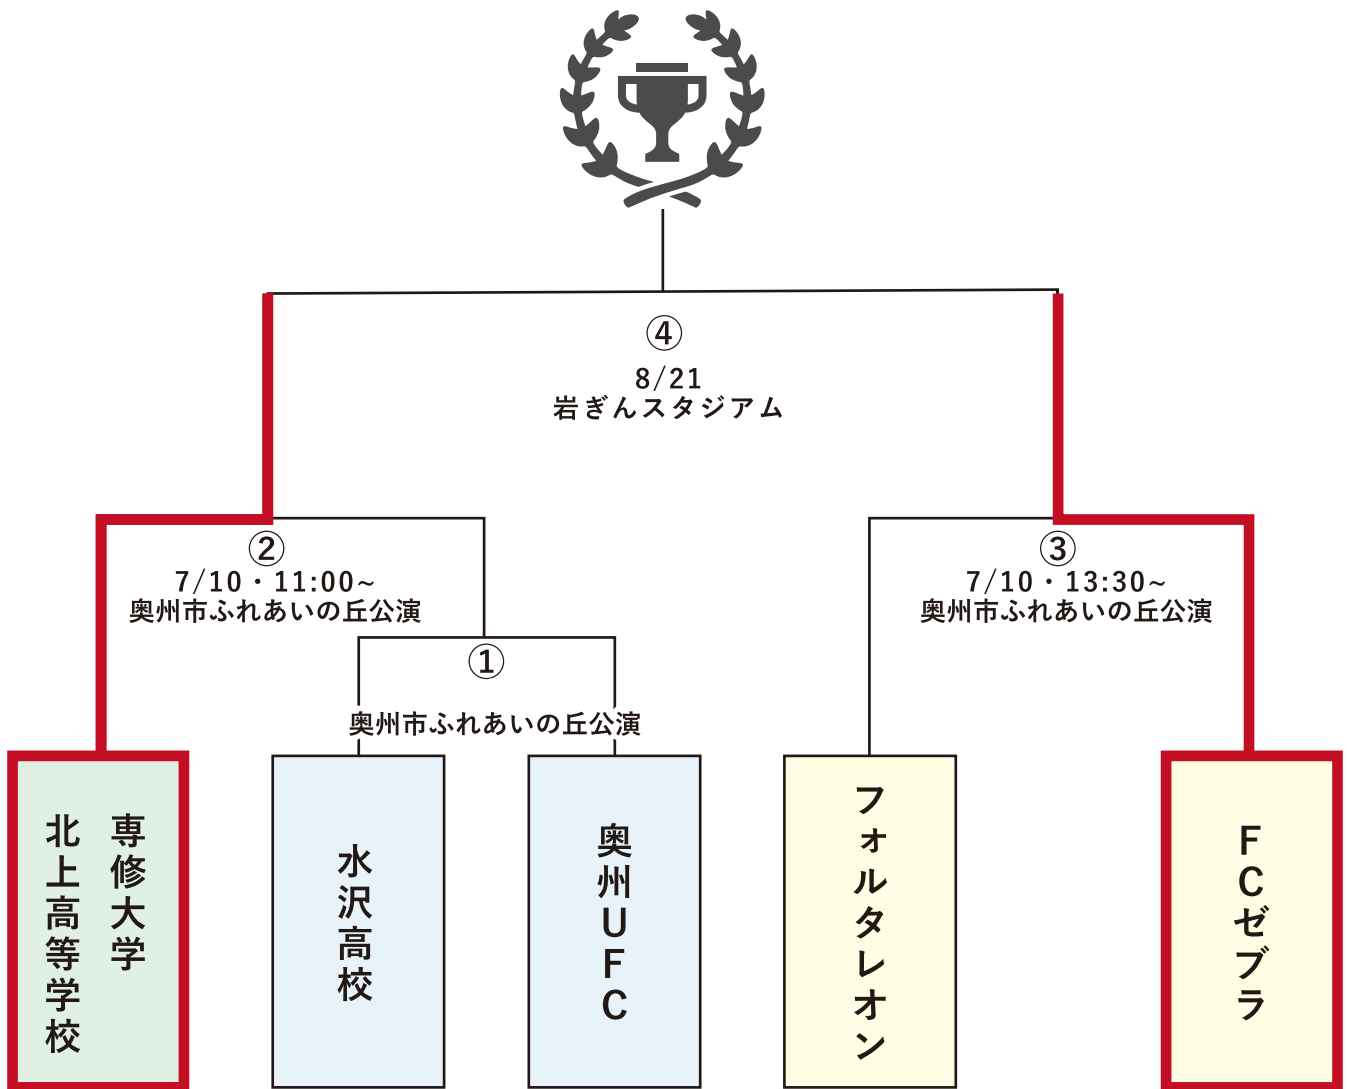 ④
8/21
岩ぎんスタジアム
②
7/10・11:00~
奥州市ふれあいの丘公演
③
7/10・13:30~
奥州市ふれあいの丘公演
①
奥州市ふれあいの丘公演
専修大学
北上高等学校
水沢高校
奥州UFC
フォルタレオン
FCゼブラ